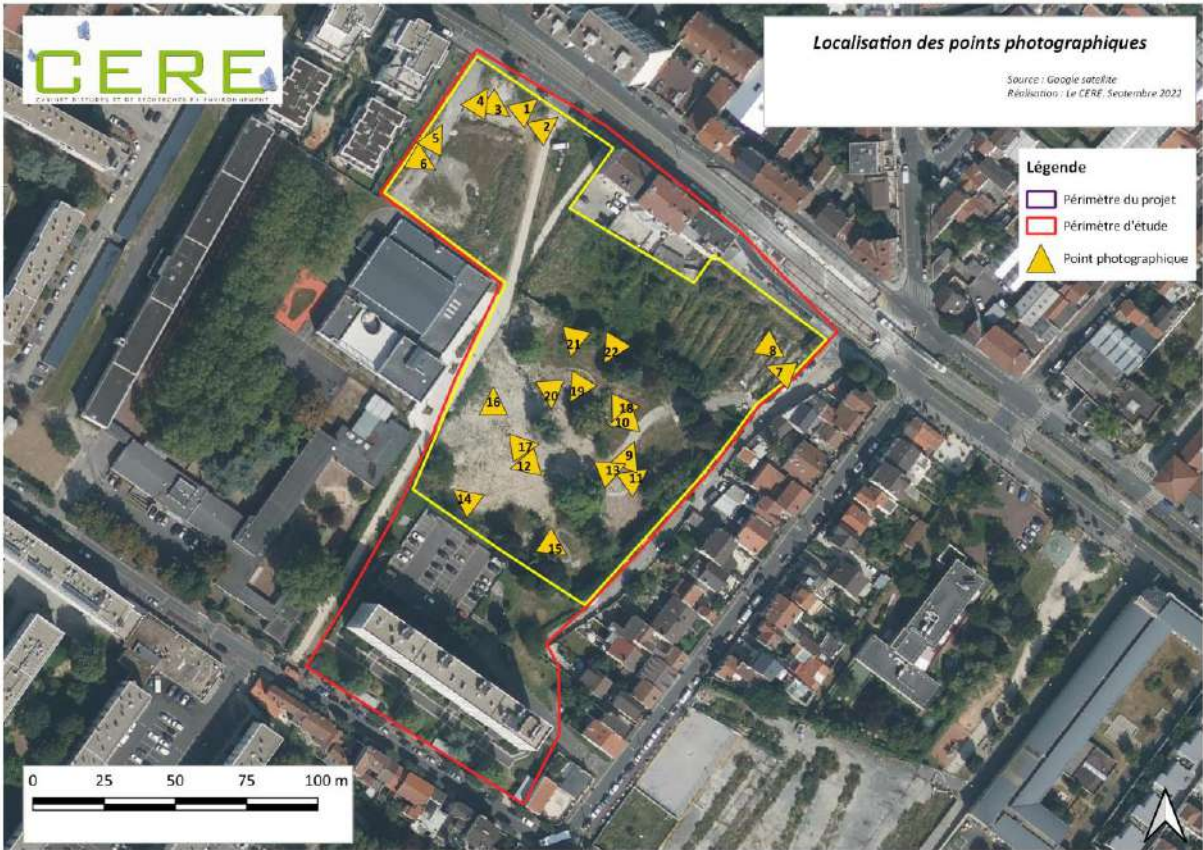 CERE
CABINET D'ETUDES ET DE RECHERCHES EN ENVIRONNEMENT
Localisation des points photographiques
Source : Google satellite
Réalisation : Le CERE, Septembre 2022
Légende
Périmètre du projet
Périmètre d'étude
Point photographique
4
3
1
2
5
6
21
22
8
7
19
20
16
18
10
17
12
9
13
11
14
15
0 25 50 75 100 m